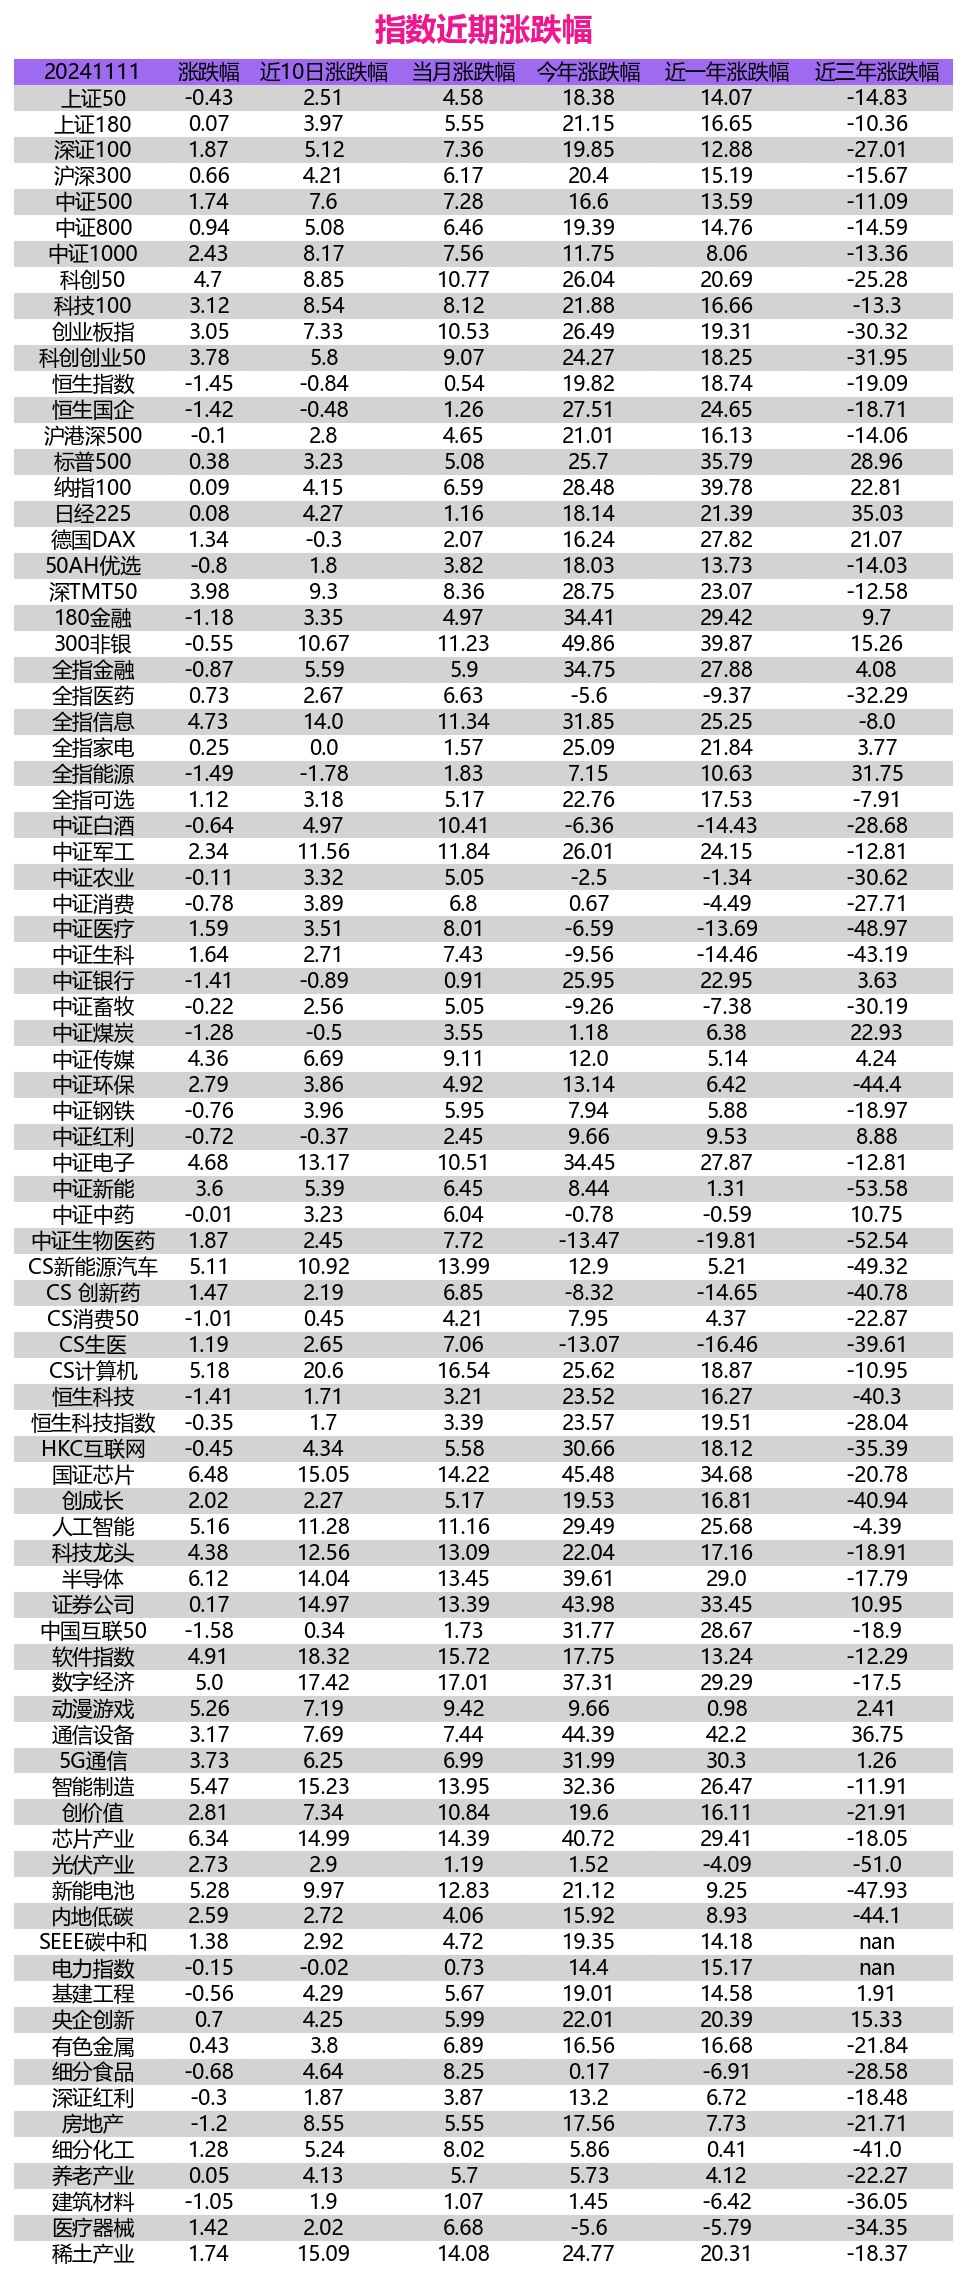 指数近期涨跌幅
20241111 涨跌幅 近10日涨跌幅 当月涨跌幅 今年涨跌幅 近一年涨跌幅 近三年涨跌幅
上证50 -0.43 2.51 4.58 18.38 14.07 -14.83
上证180 0.07 3.97 5.55 21.15 16.65 -10.36
深证100 1.87 5.12 7.36 19.85 12.88 -27.01
沪深300 0.66 4.21 6.17 20.4 15.19 -15.67
中证500 1.74 7.6 7.28 16.6 13.59 -11.09
中证800 0.94 5.08 6.46 19.39 14.76 -14.59
中证1000 2.43 8.17 7.56 11.75 8.06 -13.36
科创50 4.7 8.85 10.77 26.04 20.69 -25.28
科技100 3.12 8.54 8.12 21.88 16.66 -13.3
创业板指 3.05 7.33 10.53 26.49 19.31 -30.32
科创创业50 3.78 5.8 9.07 24.27 18.25 -31.95
恒生指数 -1.45 -0.84 0.54 19.82 18.74 -19.09
恒生国企 -1.42 -0.48 1.26 27.51 24.65 -18.71
沪港深500 -0.1 2.8 4.65 21.01 16.13 -14.06
标普500 0.38 3.23 5.08 25.7 35.79 28.96
纳指100 0.09 4.15 6.59 28.48 39.78 22.81
日经225 0.08 4.27 1.16 18.14 21.39 35.03
德国DAX 1.34 -0.3 2.07 16.24 27.82 21.07
50AH优选 -0.8 1.8 3.82 18.03 13.73 -14.03
深TMT50 3.98 9.3 8.36 28.75 23.07 -12.58
180金融 -1.18 3.35 4.97 34.41 29.42 9.7
300非银 -0.55 10.67 11.23 49.86 39.87 15.26
全指金融 -0.87 5.59 5.9 34.75 27.88 4.08
全指医药 0.73 2.67 6.63 -5.6 -9.37 -32.29
全指信息 4.73 14.0 11.34 31.85 25.25 -8.0
全指家电 0.25 0.0 1.57 25.09 21.84 3.77
全指能源 -1.49 -1.78 1.83 7.15 10.63 31.75
全指可选 1.12 3.18 5.17 22.76 17.53 -7.91
中证白酒 -0.64 4.97 10.41 -6.36 -14.43 -28.68
中证军工 2.34 11.56 11.84 26.01 24.15 -12.81
中证农业 -0.11 3.32 5.05 -2.5 -1.34 -30.62
中证消费 -0.78 3.89 6.8 0.67 -4.49 -27.71
中证医疗 1.59 3.51 8.01 -6.59 -13.69 -48.97
中证生科 1.64 2.71 7.43 -9.56 -14.46 -43.19
中证银行 -1.41 -0.89 0.91 25.95 22.95 3.63
中证畜牧 -0.22 2.56 5.05 -9.26 -7.38 -30.19
中证煤炭 -1.28 -0.5 3.55 1.18 6.38 22.93
中证传媒 4.36 6.69 9.11 12.0 5.14 4.24
中证环保 2.79 3.86 4.92 13.14 6.42 -44.4
中证钢铁 -0.76 3.96 5.95 7.94 5.88 -18.97
中证红利 -0.72 -0.37 2.45 9.66 9.53 8.88
中证电子 4.68 13.17 10.51 34.45 27.87 -12.81
中证新能 3.6 5.39 6.45 8.44 1.31 -53.58
中证中药 -0.01 3.23 6.04 -0.78 -0.59 10.75
中证生物医药 1.87 2.45 7.72 -13.47 -19.81 -52.54
CS新能源汽车 5.11 10.92 13.99 12.9 5.21 -49.32
CS 创新药 1.47 2.19 6.85 -8.32 -14.65 -40.78
CS消费50 -1.01 0.45 4.21 7.95 4.37 -22.87
CS生医 1.19 2.65 7.06 -13.07 -16.46 -39.61
CS计算机 5.18 20.6 16.54 25.62 18.87 -10.95
恒生科技 -1.41 1.71 3.21 23.52 16.27 -40.3
恒生科技指数 -0.35 1.7 3.39 23.57 19.51 -28.04
HKC互联网 -0.45 4.34 5.58 30.66 18.12 -35.39
国证芯片 6.48 15.05 14.22 45.48 34.68 -20.78
创成长 2.02 2.27 5.17 19.53 16.81 -40.94
人工智能 5.16 11.28 11.16 29.49 25.68 -4.39
科技龙头 4.38 12.56 13.09 22.04 17.16 -18.91
半导体 6.12 14.04 13.45 39.61 29.0 -17.79
证券公司 0.17 14.97 13.39 43.98 33.45 10.95
中国互联50 -1.58 0.34 1.73 31.77 28.67 -18.9
软件指数 4.91 18.32 15.72 17.75 13.24 -12.29
数字经济 5.0 17.42 17.01 37.31 29.29 -17.5
动漫游戏 5.26 7.19 9.42 9.66 0.98 2.41
通信设备 3.17 7.69 7.44 44.39 42.2 36.75
5G通信 3.73 6.25 6.99 31.99 30.3 1.26
智能制造 5.47 15.23 13.95 32.36 26.47 -11.91
创价值 2.81 7.34 10.84 19.6 16.11 -21.91
芯片产业 6.34 14.99 14.39 40.72 29.41 -18.05
光伏产业 2.73 2.9 1.19 1.52 -4.09 -51.0
新能电池 5.28 9.97 12.83 21.12 9.25 -47.93
内地低碳 2.59 2.72 4.06 15.92 8.93 -44.1
SEEE碳中和 1.38 2.92 4.72 19.35 14.18 nan
电力指数 -0.15 -0.02 0.73 14.4 15.17 nan
基建工程 -0.56 4.29 5.67 19.01 14.58 1.91
央企创新 0.7 4.25 5.99 22.01 20.39 15.33
有色金属 0.43 3.8 6.89 16.56 16.68 -21.84
细分食品 -0.68 4.64 8.25 0.17 -6.91 -28.58
深证红利 -0.3 1.87 3.87 13.2 6.72 -18.48
房地产 -1.2 8.55 5.55 17.56 7.73 -21.71
细分化工 1.28 5.24 8.02 5.86 0.41 -41.0
养老产业 0.05 4.13 5.7 5.73 4.12 -22.27
建筑材料 -1.05 1.9 1.07 1.45 -6.42 -36.05
医疗器械 1.42 2.02 6.68 -5.6 -5.79 -34.35
稀土产业 1.74 15.09 14.08 24.77 20.31 -18.37